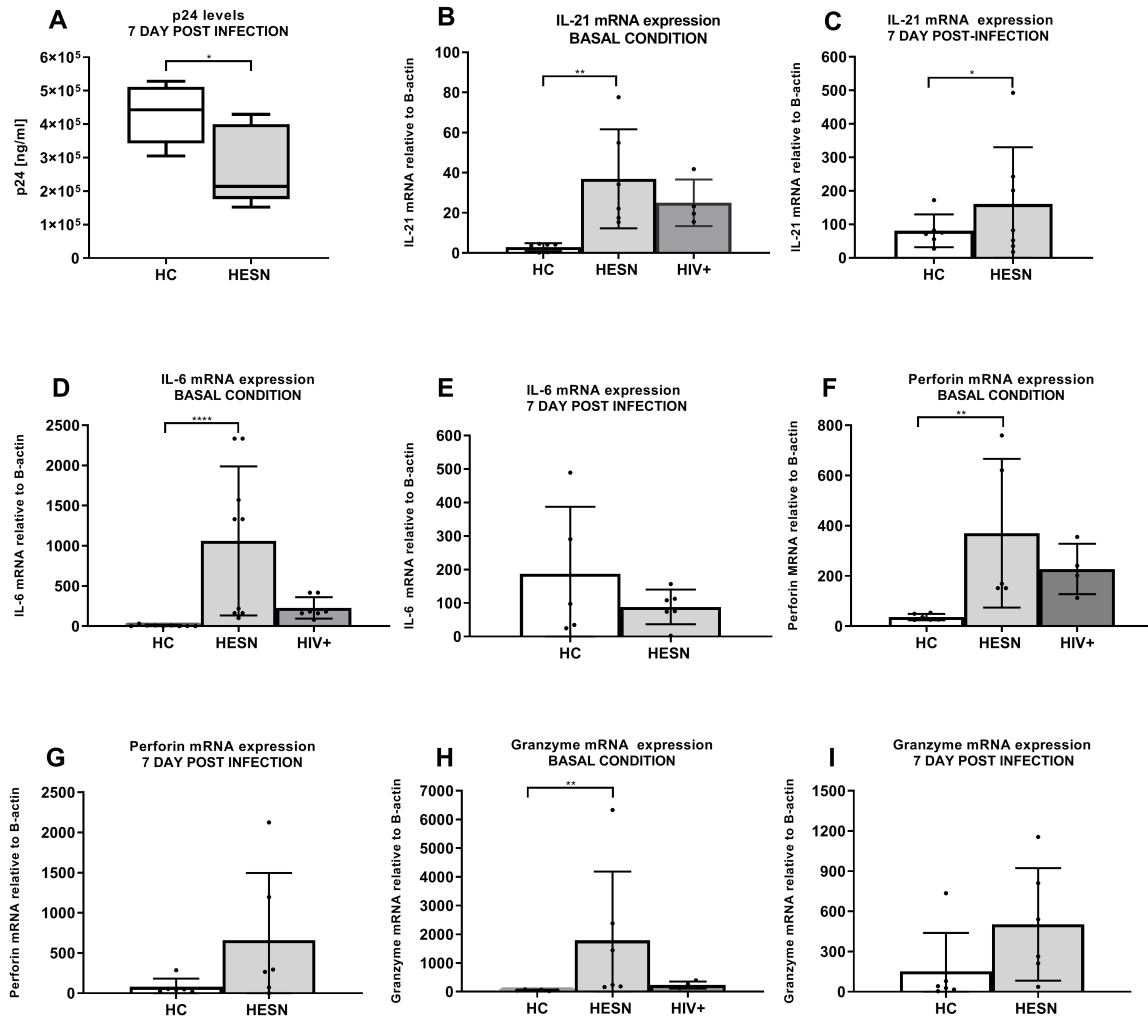 A
p24 levels
7 DAY POST INFECTION
p24 [ng/ml]
6×10⁵
5×10⁵
4×10⁵
3×10⁵
2×10⁵
1×10⁵
0
*
HC
HESN
B
IL-21 mRNA expression
BASAL CONDITION
IL-21 mRNA relative to B-actin
100
80
60
40
20
0
**
HC
HESN
HIV+
C
IL-21 mRNA expression
7 DAY POST-INFECTION
IL-21 mRNA relative to B-actin
600
500
400
300
200
100
0
*
HC
HESN
D
IL-6 mRNA expression
BASAL CONDITION
IL-6 mRNA relative to B-actin
2500
2000
1500
1000
500
0
****
HC
HESN
HIV+
E
IL-6 mRNA expression
7 DAY POST INFECTION
IL-6 mRNA relative to B-actin
600
500
400
300
200
100
0
HC
HESN
F
Perforin mRNA expression
BASAL CONDITION
Perforin MRNA relative to B-actin
800
600
400
200
0
**
HC
HESN
HIV+
G
Perforin mRNA expression
7 DAY POST INFECTION
Perforin mRNA relative to B-actin
2500
2000
1500
1000
500
0
HC
HESN
H
Granzyme mRNA expression
BASAL CONDITION
Granzyme mRNA relative to B-actin
7000
6000
5000
4000
3000
2000
1000
0
**
HC
HESN
HIV+
I
Granzyme mRNA expression
7 DAY POST INFECTION
Granzyme mRNA relative to B-actin
1500
1200
900
600
300
0
HC
HESN